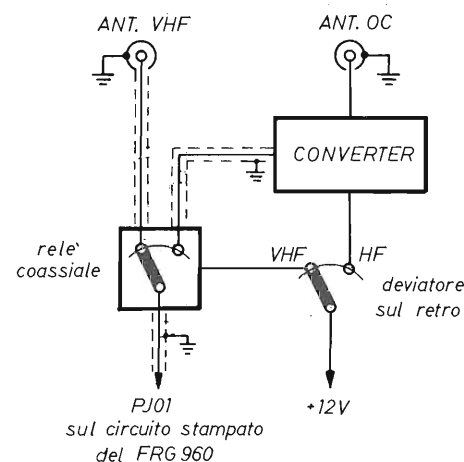 ANT. VHF
ANT. OC
CONVERTER
relè
coassiale
VHF
HF
deviatore
sul retro
PJ01
sul circuito stampato
del FRG 960
+12V